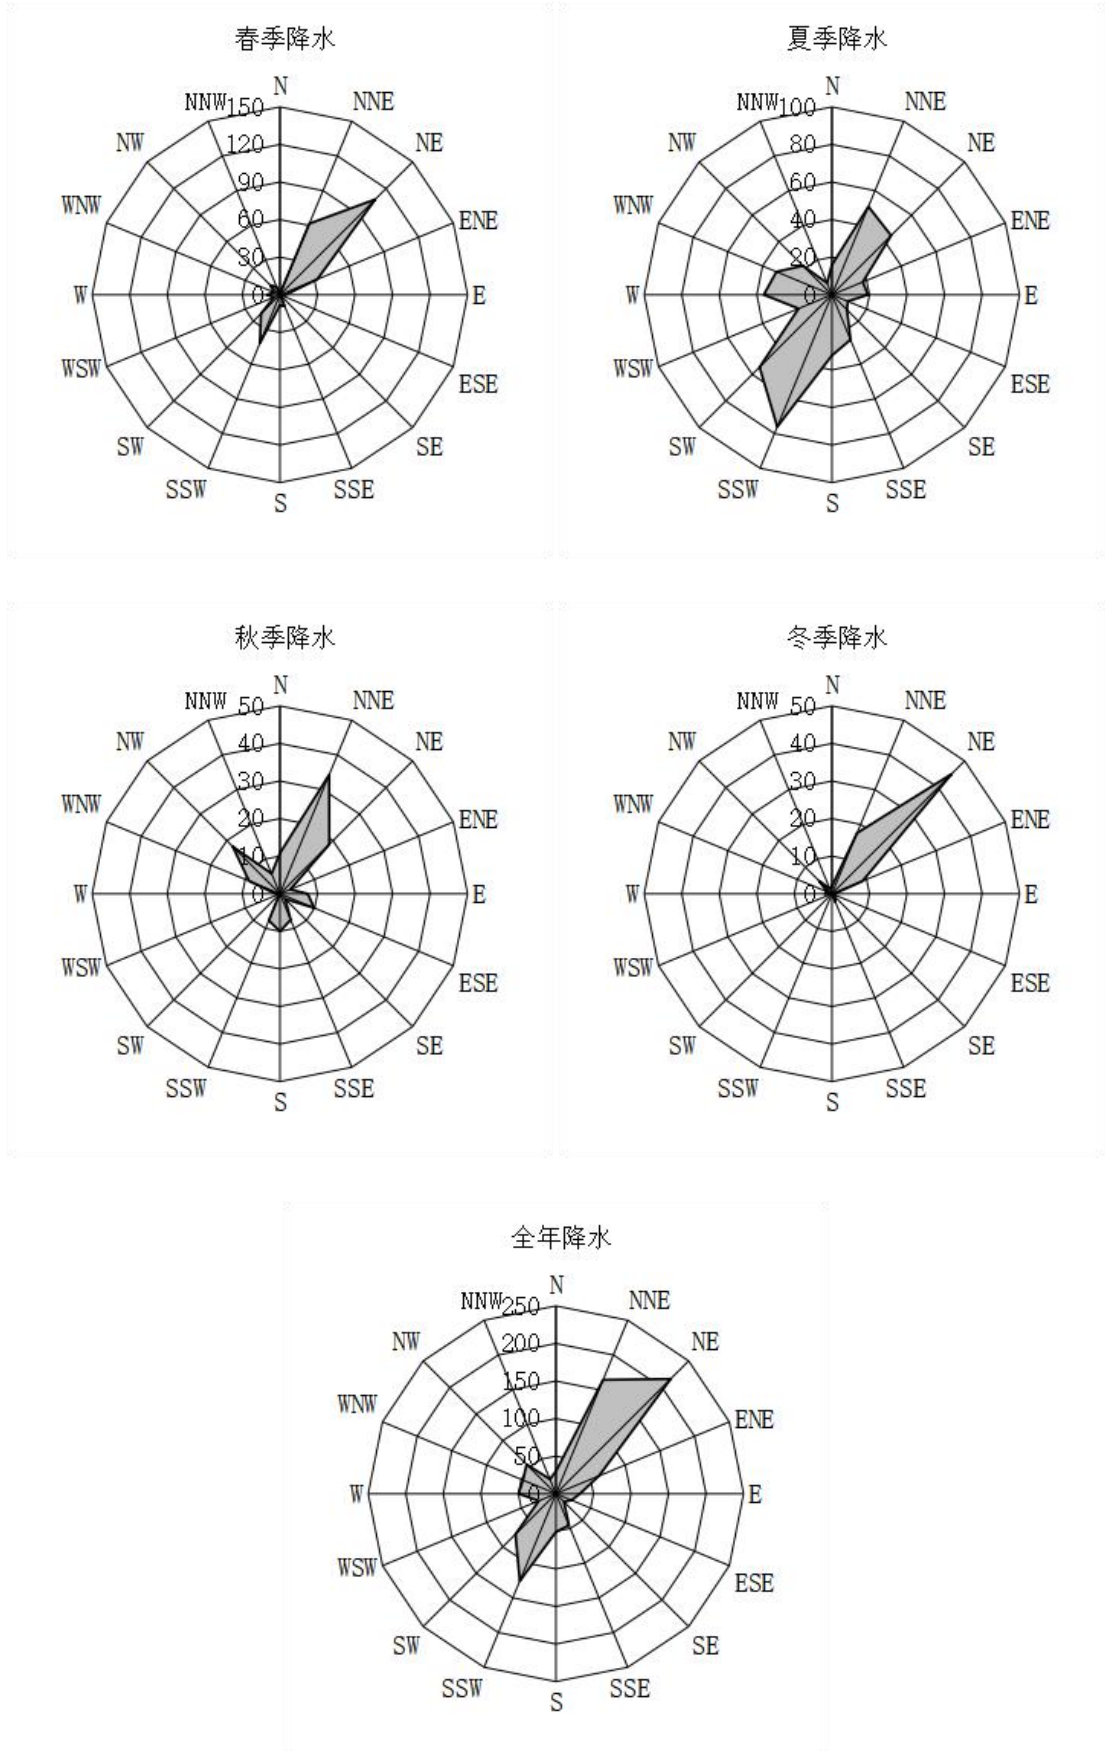 春季降水
N
NNW 150 NNE
NW 120 NE
90
WNW 60 ENE
30
W 0 E
WSW ESE
SW SE
SSW SSE
S
夏季降水
N
NNW 100 NNE
NW 80 NE
60
WNW 40 ENE
20
W 0 E
WSW ESE
SW SE
SSW SSE
S
秋季降水
N
NNW 50 NNE
NW 40 NE
30
WNW 20 ENE
10
W 0 E
WSW ESE
SW SE
SSW SSE
S
冬季降水
N
NNW 50 NNE
NW 40 NE
30
WNW 20 ENE
10
W 0 E
WSW ESE
SW SE
SSW SSE
S
全年降水
N
NNW 250 NNE
NW 200 NE
150
WNW 100 ENE
50
W 0 E
WSW ESE
SW SE
SSW SSE
S